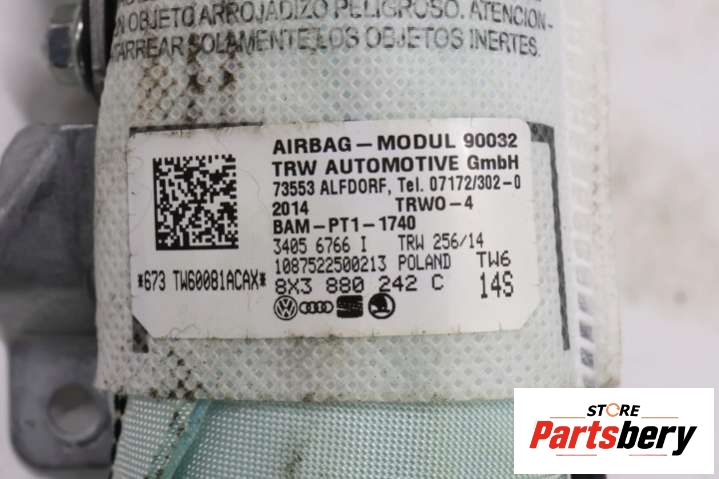 UN OBJETO ARROJADIZO PELIGROSO. ATENCION-
SOLAMENTE LOS OBJETOS INERTES.
AIRBAG-MODUL 90032
TRW AUTOMOTIVE GmbH
73553 ALFDORF, Tel. 07172/302-0
2014 TRWO-4
BAM-PT1-1740
3405 6766 I TRW 256/14
1087522500213 POLAND TW6
*673 TW60081ACAX*
8X3 880 242 C 14S
STORE
Partsbery